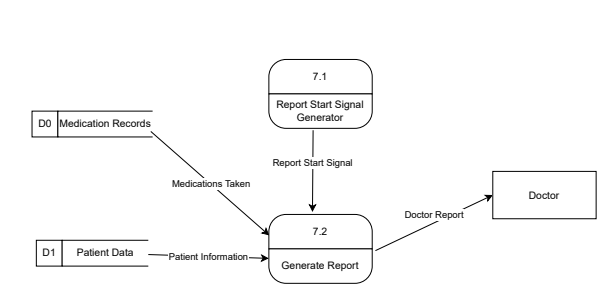 7.1
Report Start Signal
Generator
D0 Medication Records
Report Start Signal
Medications Taken
Doctor
Doctor Report
7.2
D1 Patient Data
Patient Information
Generate Report